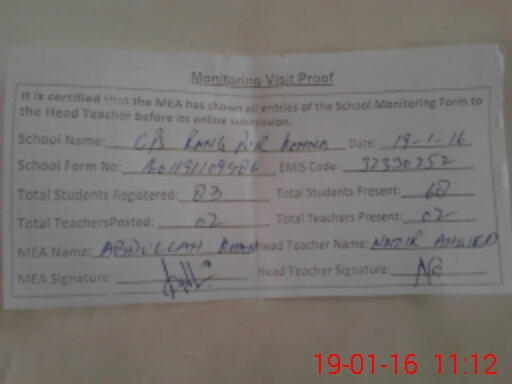 Monitoring Visit Proof
It is certified that the MEA has shown all entries of the School Monitoring Form to
the Head Teacher before its online submission.
School Name: GPS RANG PUR KOHNA Date: 19-1-16
School Form No: EMIS Code: 32330252
Total Students Registered: 83 Total Students Present: 60
Total TeachersPosted: 02 Total Teachers Present: 02
MEA Name: ABDULLAH KHAN Head Teacher Name: NAZIR AHMED
MEA Signature: Head Teacher Signature:
19-01-16 11:12